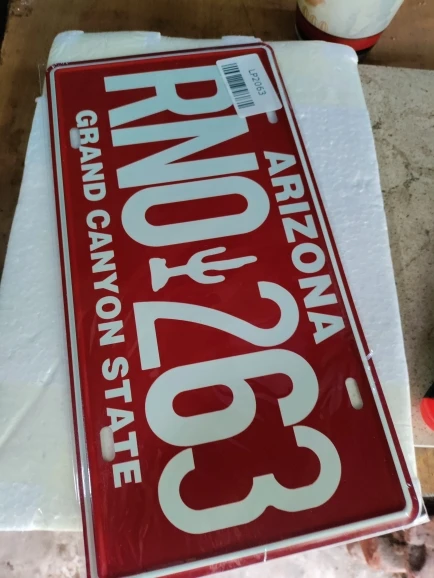 LP2063
ARIZONA
RNO 263
GRAND CANYON STATE